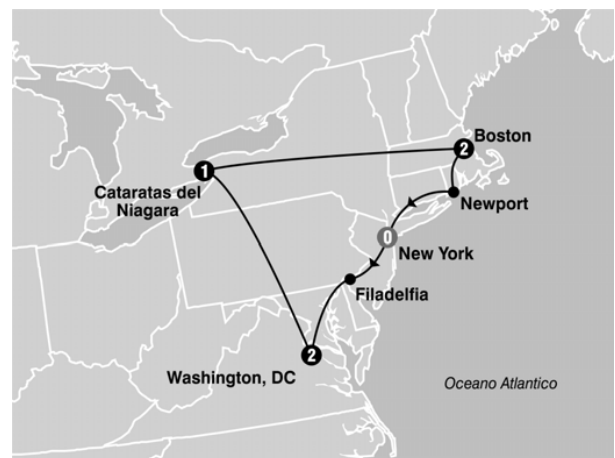 Boston
2
1
Cataratas del
Niagara
Newport
0
New York
Filadelfia
2
Washington, DC
Oceano Atlantico